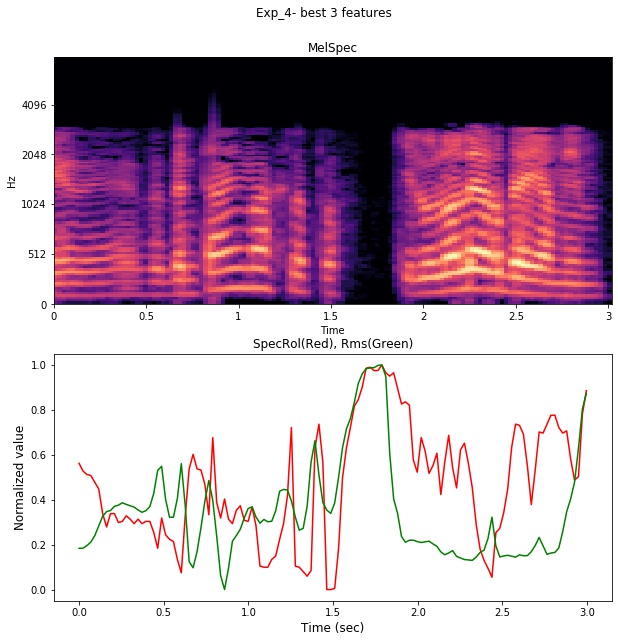 Exp_4- best 3 features
MelSpec
4096
2048
1024
512
0
Hz
0 0.5 1 1.5 2 2.5 3
Time
SpecRol(Red), Rms(Green)
1.0
0.8
0.6
0.4
0.2
0.0
Normalized value
0.0 0.5 1.0 1.5 2.0 2.5 3.0
Time (sec)